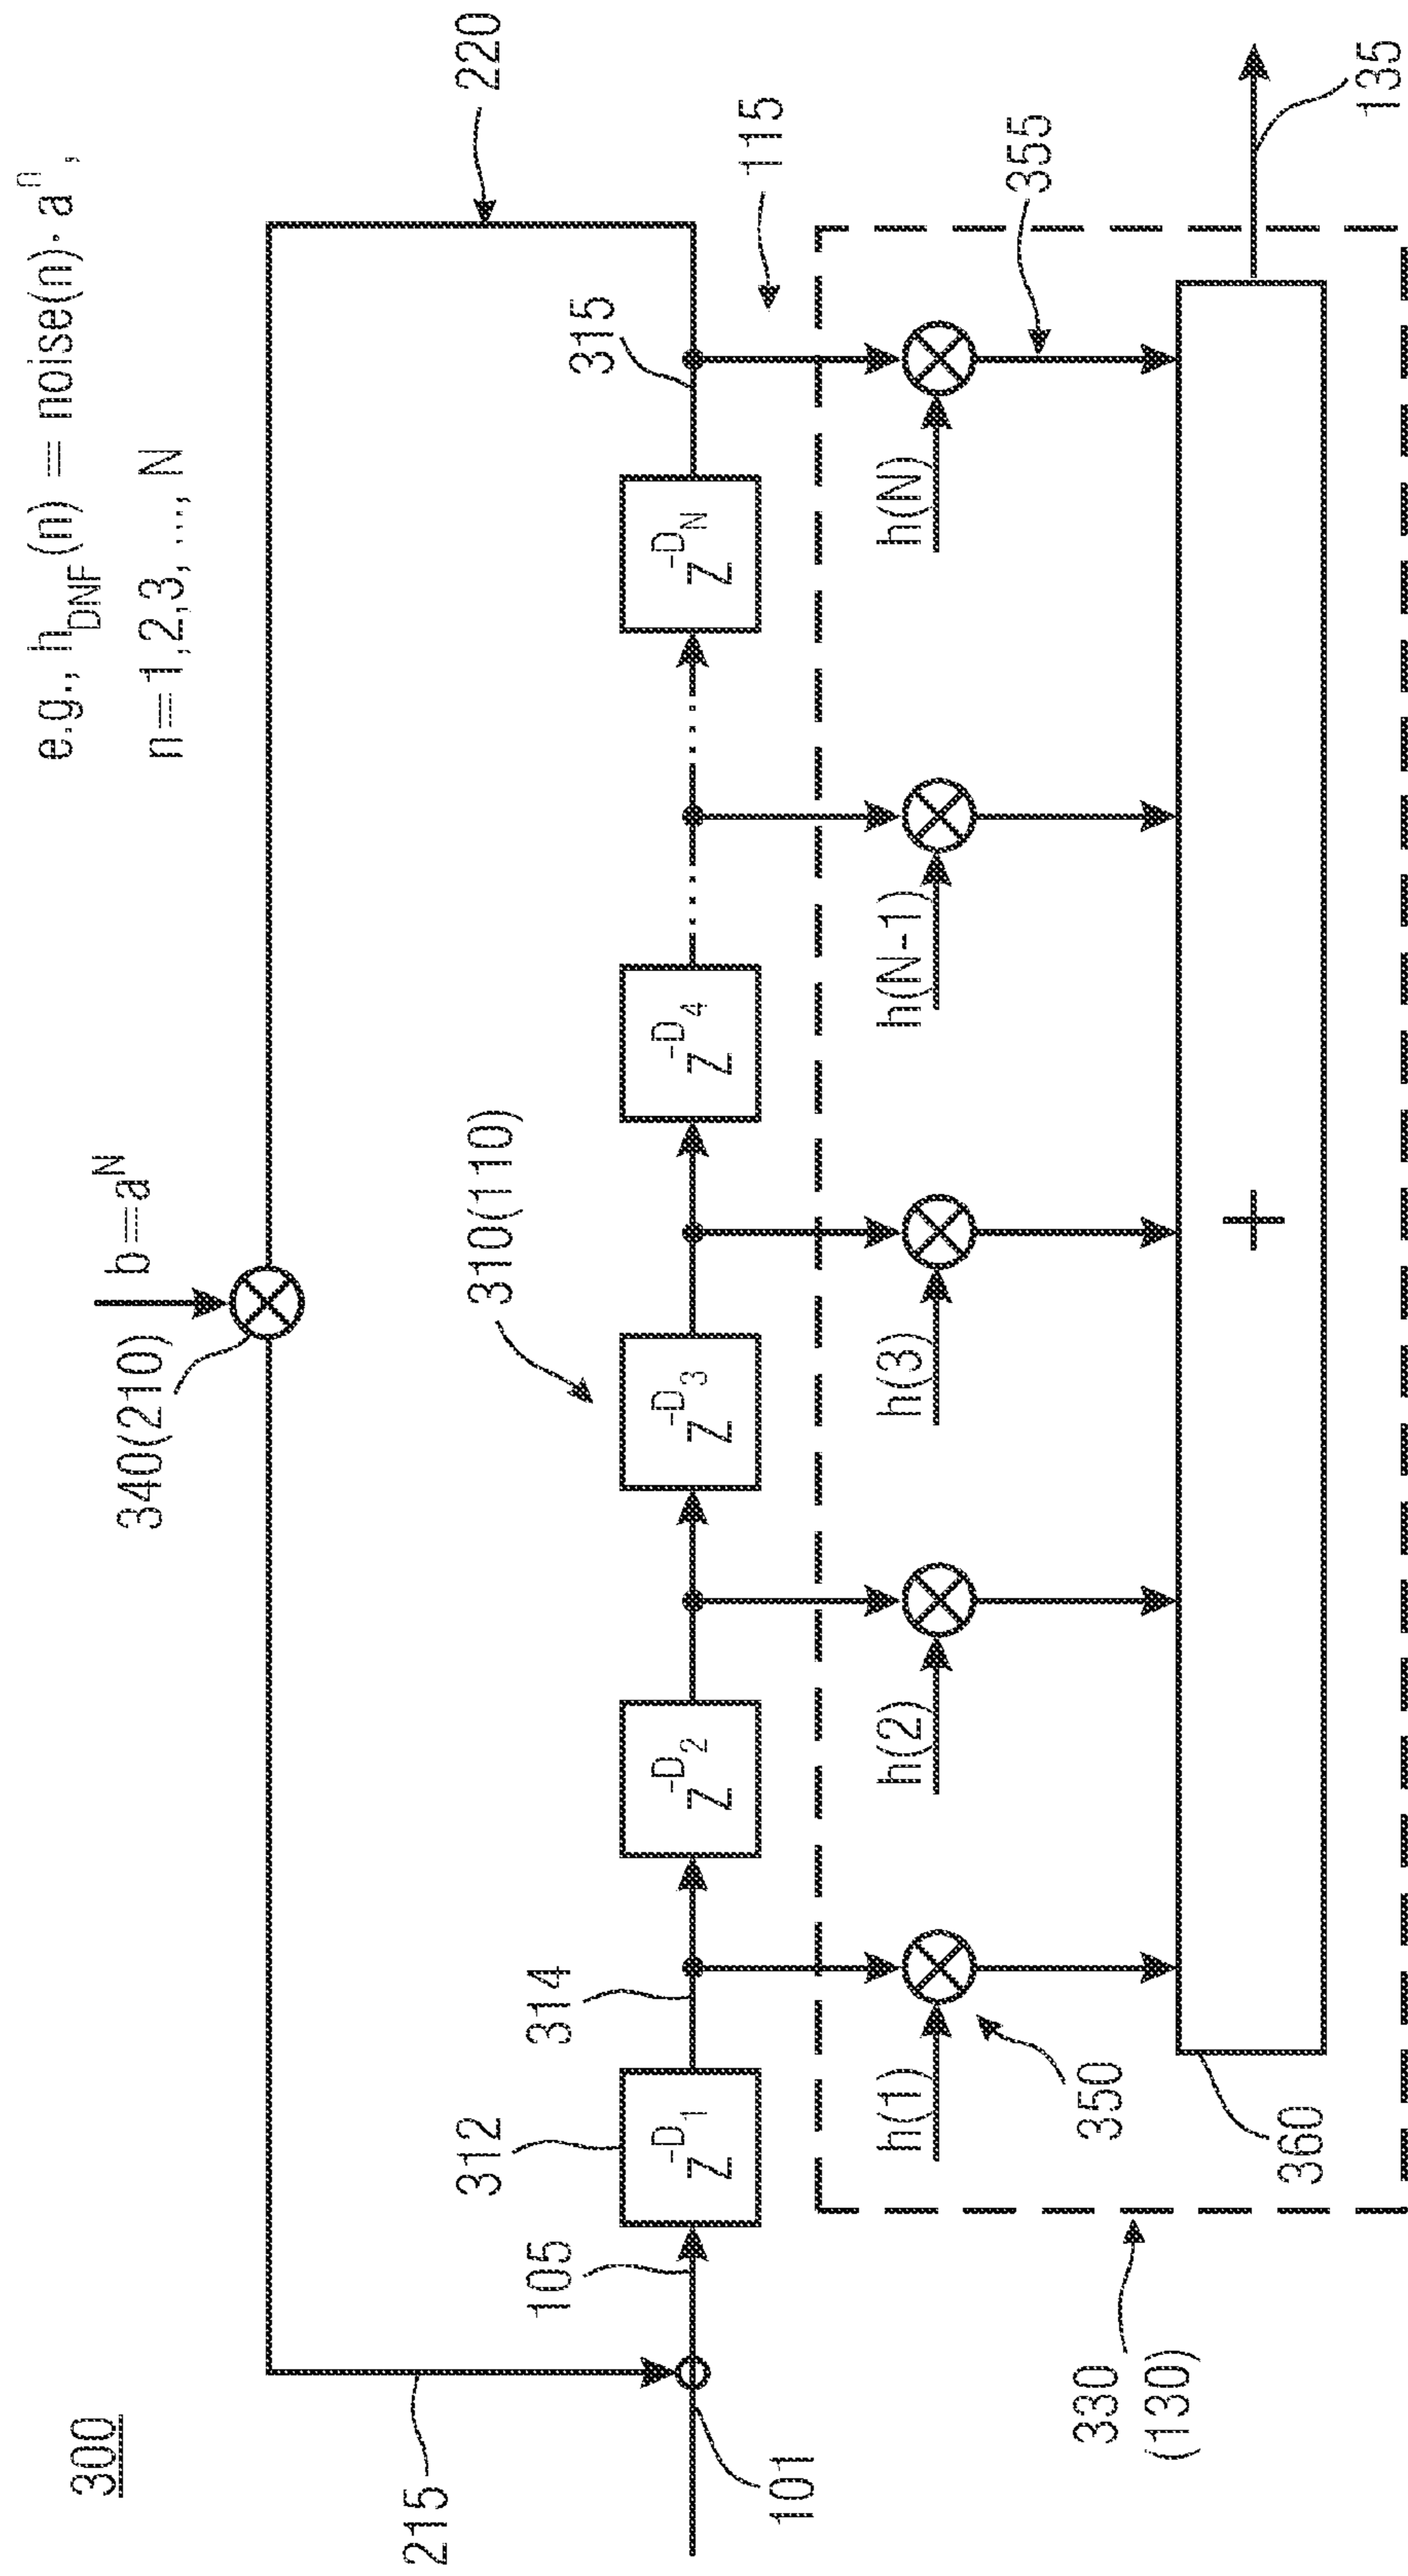 300
e.g., h_DNF(n) = noise(n)· a^n,
n=1,2,3,..., N
b=a^N
340(210)
220
215
310(110)
315
115
312
314
105
101
z^-D_1
z^-D_2
z^-D_3
z^-D_4
z^-D_N
h(1)
h(2)
h(3)
h(N-1)
h(N)
355
350
330
(130)
360
+
135